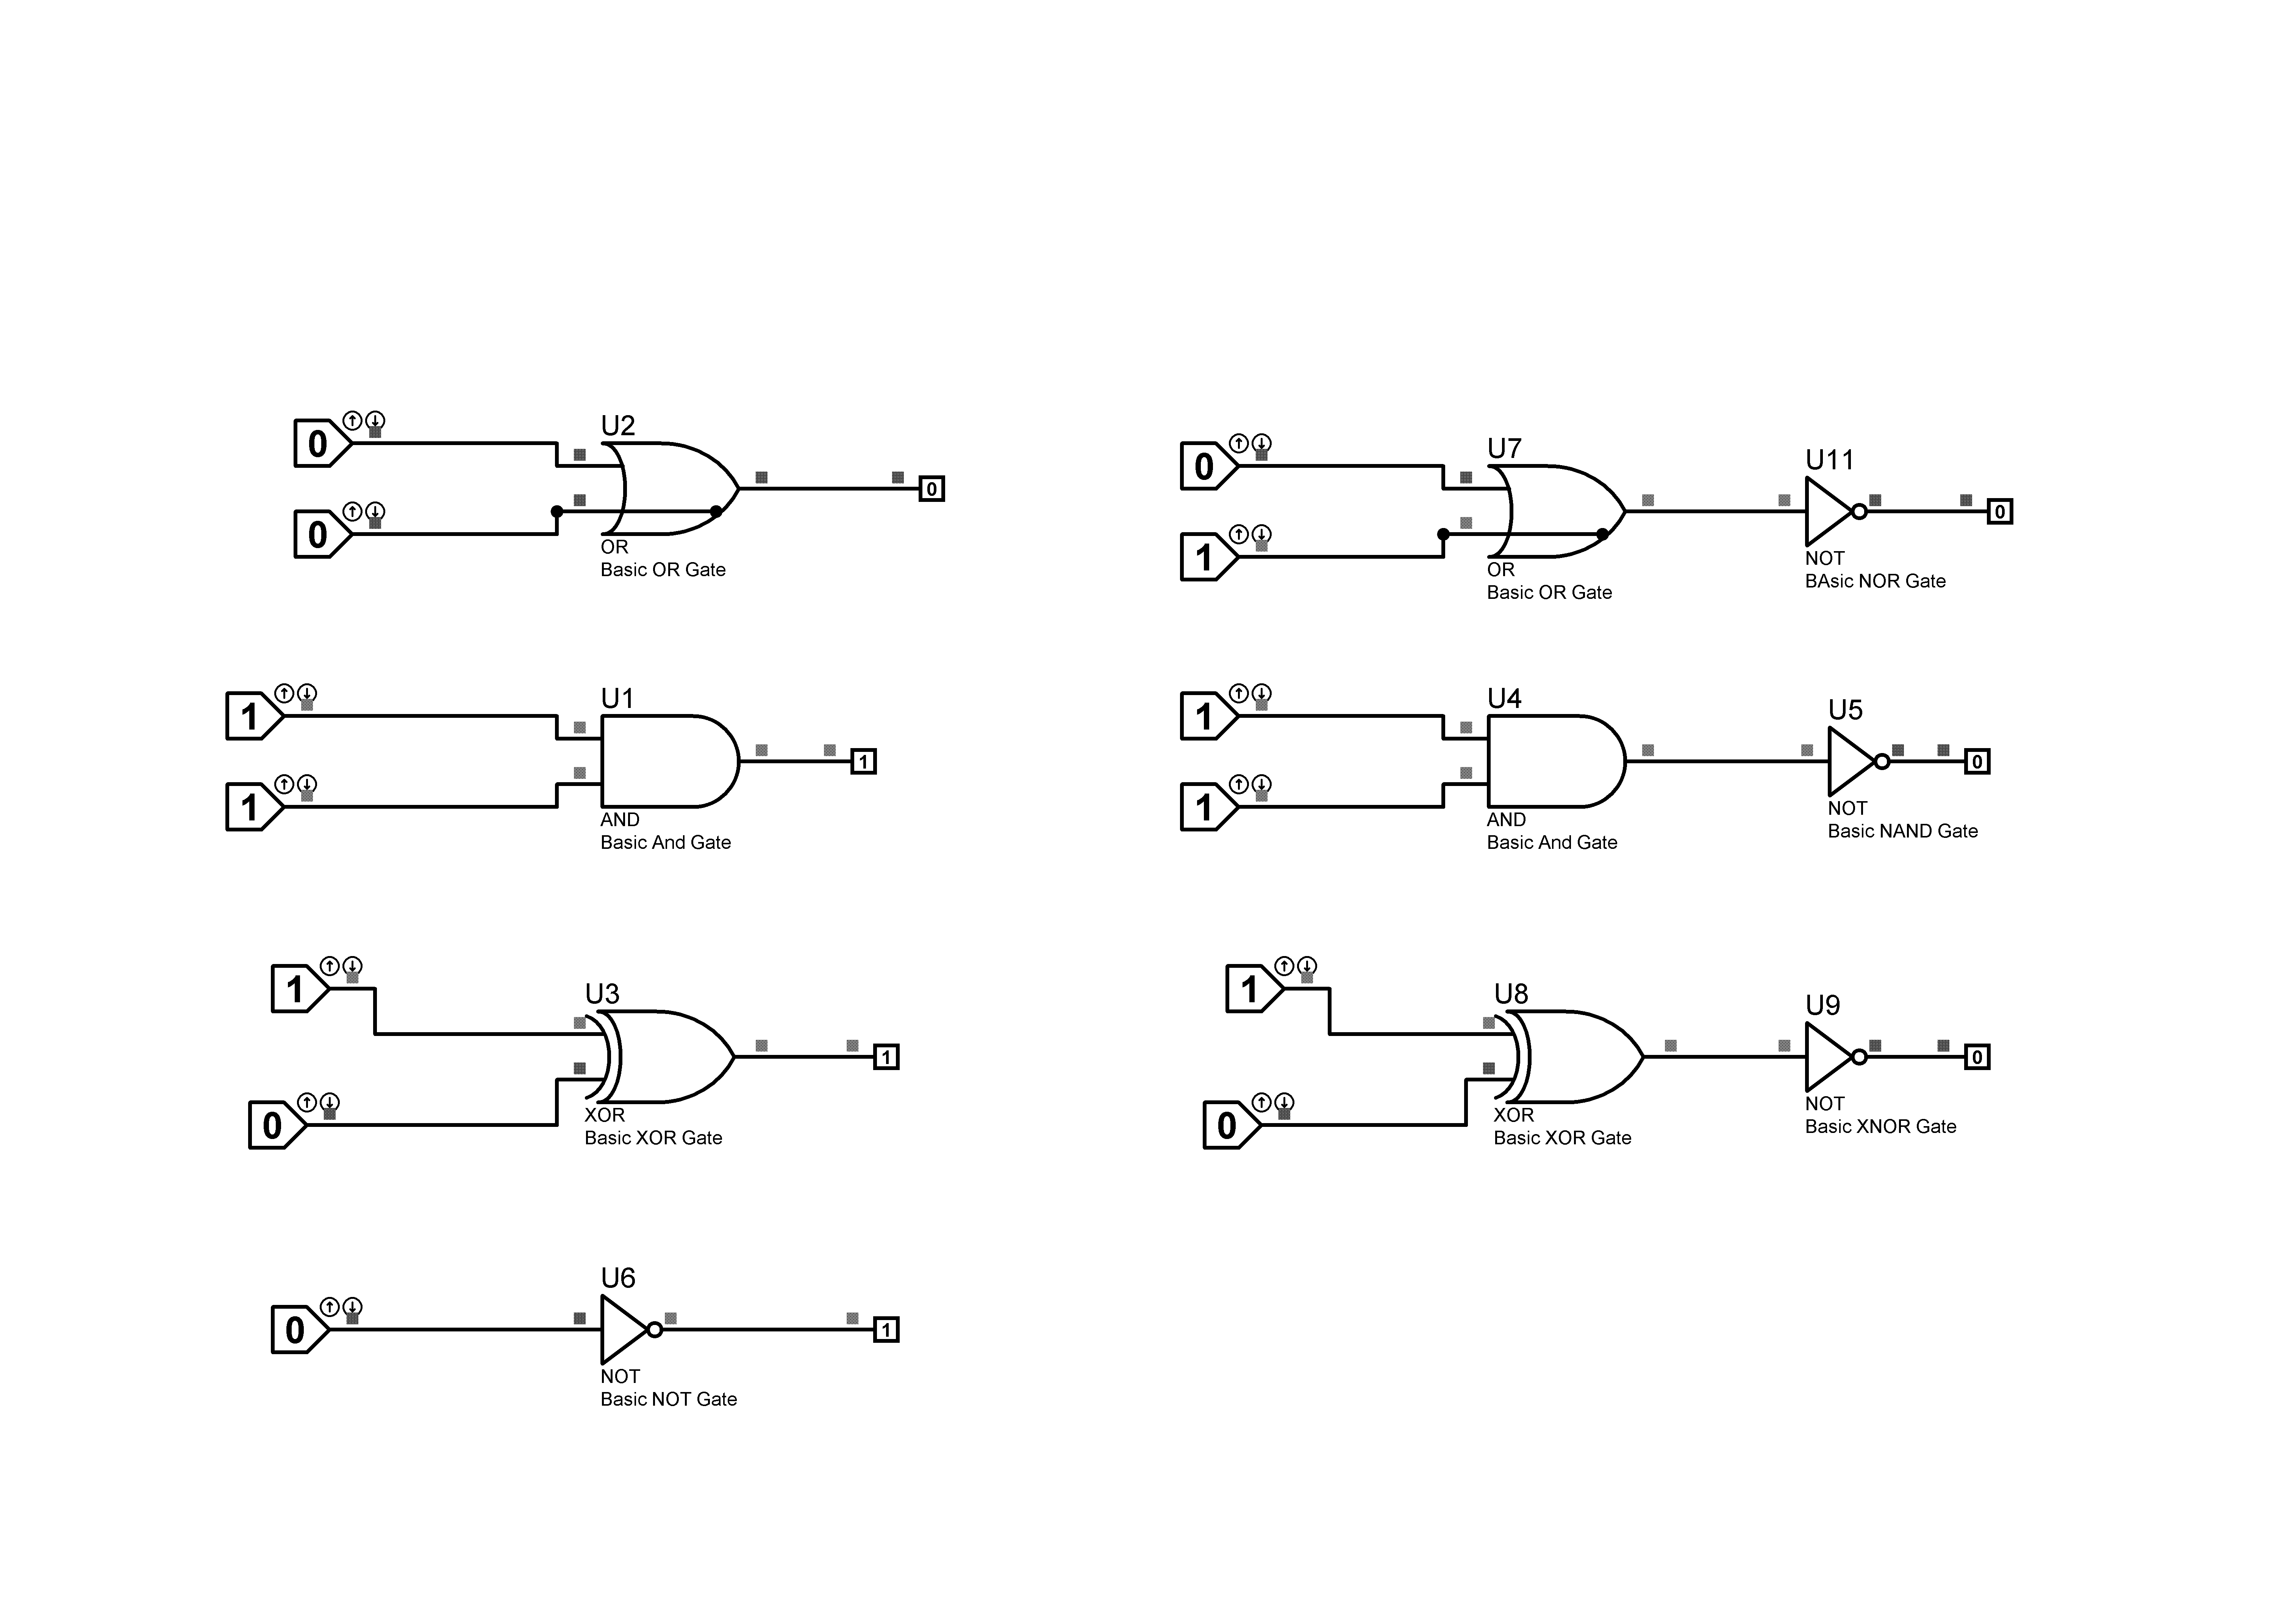 0
0
U2
OR
Basic OR Gate
0
0
1
U7
OR
Basic OR Gate
U11
NOT
BAsic NOR Gate
0
1
1
U1
AND
Basic And Gate
1
1
1
U4
AND
Basic And Gate
U5
NOT
Basic NAND Gate
0
1
0
U3
XOR
Basic XOR Gate
1
1
0
U8
XOR
Basic XOR Gate
U9
NOT
Basic XNOR Gate
0
0
U6
NOT
Basic NOT Gate
1